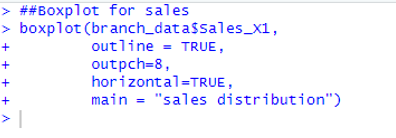 > ##Boxplot for sales
> boxplot(branch_data$Sales_X1,
+ outline = TRUE,
+ outpch=8,
+ horizontal=TRUE,
+ main = "sales distribution")
>